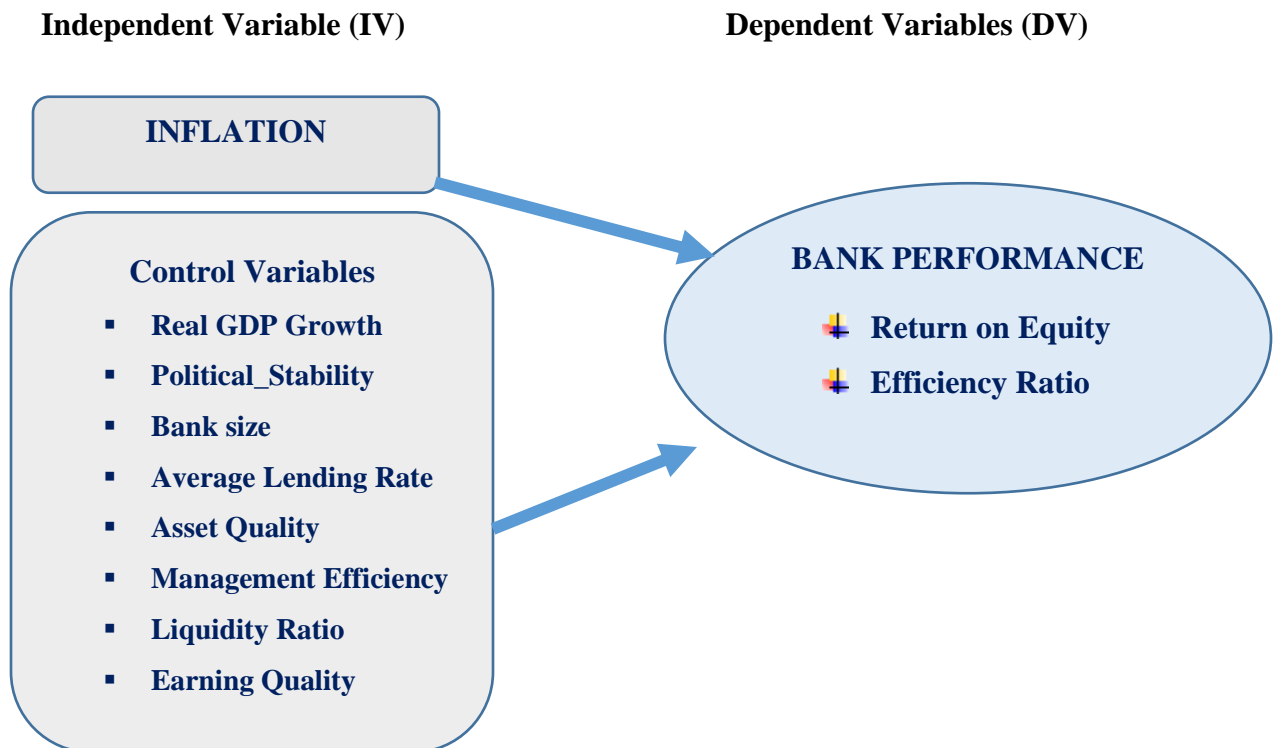 Independent Variable (IV)
Dependent Variables (DV)
INFLATION
Control Variables
Real GDP Growth
Political_Stability
Bank size
Average Lending Rate
Asset Quality
Management Efficiency
Liquidity Ratio
Earning Quality
BANK PERFORMANCE
Return on Equity
Efficiency Ratio